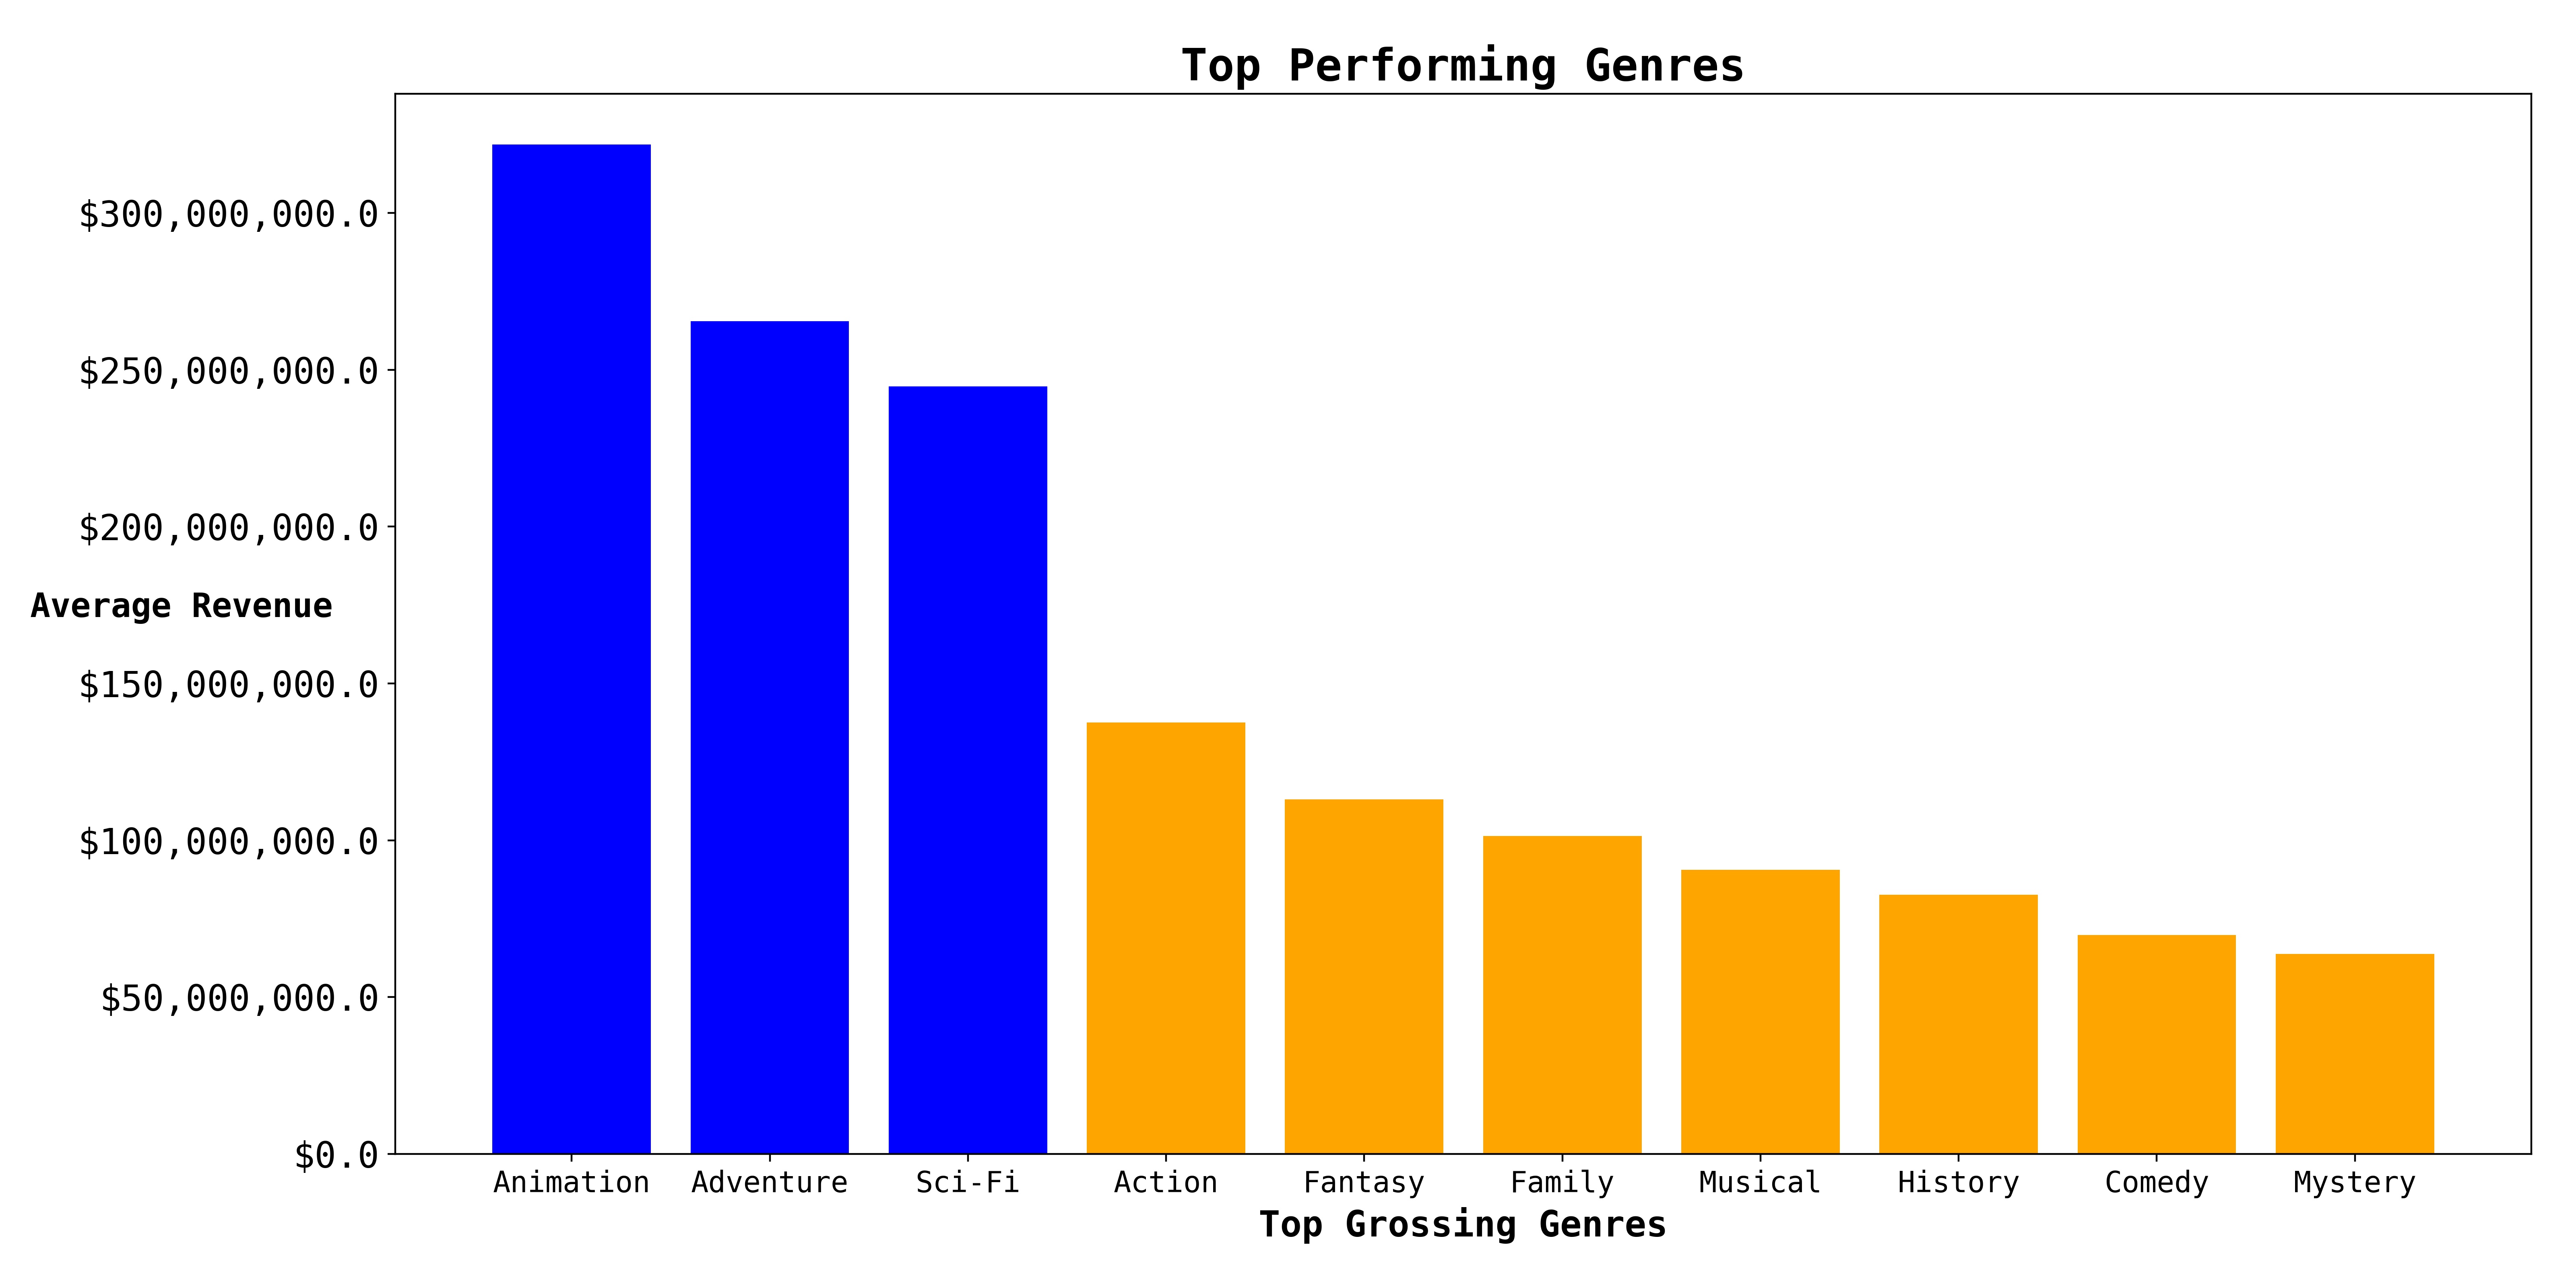 Top Performing Genres
$300,000,000.0
$250,000,000.0
$200,000,000.0
Average Revenue
$150,000,000.0
$100,000,000.0
$50,000,000.0
$0.0
Animation Adventure Sci-Fi Action Fantasy Family Musical History Comedy Mystery
Top Grossing Genres